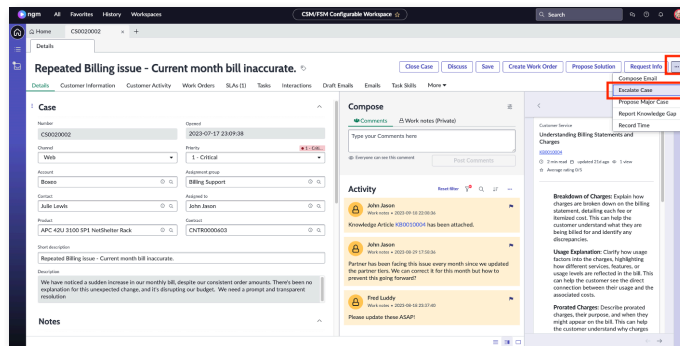 ngm All Favorites History Workspaces CSM/FSM Configurable Workspace ☆ Search
Home CS0020002 × +
Details
Repeated Billing issue - Current month bill inaccurate.
Close Case Discuss Save Create Work Order Propose Solution Request Info ...
Details Customer Information Customer Activity Work Orders SLAs (1) Tasks Interactions Draft Emails Emails Task Skills More
Compose Email
Escalate Case
Propose Major Case
Report Knowledge Gap
Record Time
Case
Number
CS0020002
Opened
2023-07-17 23:09:38
Channel
Web
Priority
1 - Criti...
1 - Critical
Account
Boxeo
Assignment group
Billing Support
Contact
Julie Lewis
Assigned to
John Jason
Product
APC 42U 3100 SP1 NetShelter Rack
Contract
CNTR0000603
Short description
Repeated Billing issue - Current month bill inaccurate.
Description
We have noticed a sudden increase in our monthly bill, despite our consistent order amounts. There's been no
explanation for this unexpected change, and it's disrupting our budget. We need a prompt and transparent
resolution
Notes
Compose
Comments Work notes (Private)
Type your Comments here
Everyone can see this comment
Post Comments
Activity
Reset filter
John Jason
Knowledge Article KB0010004 has been attached.
John Jason
Partner has been facing this issue every month since we updated
the partner tiers. We can correct it for this month but how to
prevent this going forward?
Fred Luddy
Please update these ASAP!
Customer Service
Understanding Billing Statements and
Charges
KB0010004
2 min read updated 21d ago 1 view
Average rating 0/5
Breakdown of Charges: Explain how
charges are broken down on the billing
statement, detailing each fee or
itemized cost. This can help the
customer understand what they are
being billed for and identify any
discrepancies.
Usage Explanation: Clarify how usage
factors into the charges, highlighting
how different services, features, or
usage levels are reflected in the bill. This
can help the customer see the direct
connection between their usage and the
associated costs.
Prorated Charges: Describe prorated
charges, their purpose, and when they
might appear on the bill. This can help
the customer understand why charges